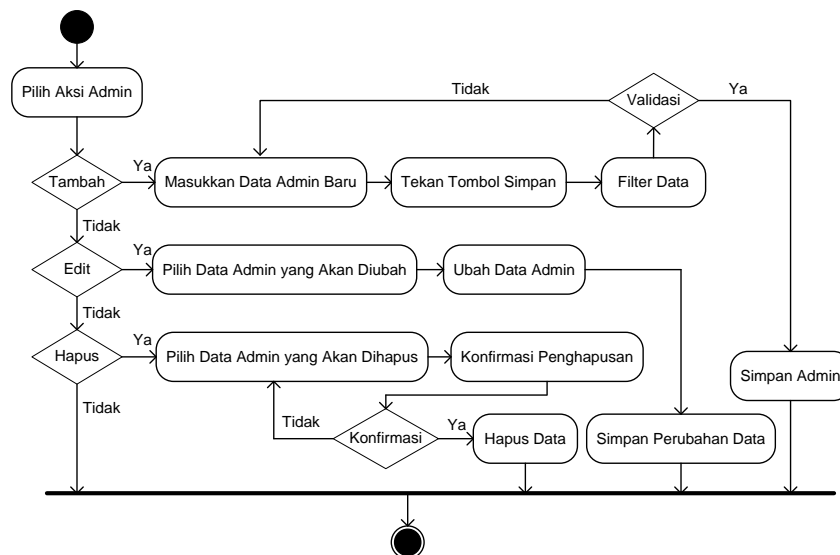 Pilih Aksi Admin
Tidak
Validasi
Ya
Tambah
Ya
Masukkan Data Admin Baru
Tekan Tombol Simpan
Filter Data
Tidak
Edit
Ya
Pilih Data Admin yang Akan Diubah
Ubah Data Admin
Tidak
Hapus
Ya
Pilih Data Admin yang Akan Dihapus
Konfirmasi Penghapusan
Simpan Admin
Tidak
Tidak
Konfirmasi
Ya
Hapus Data
Simpan Perubahan Data